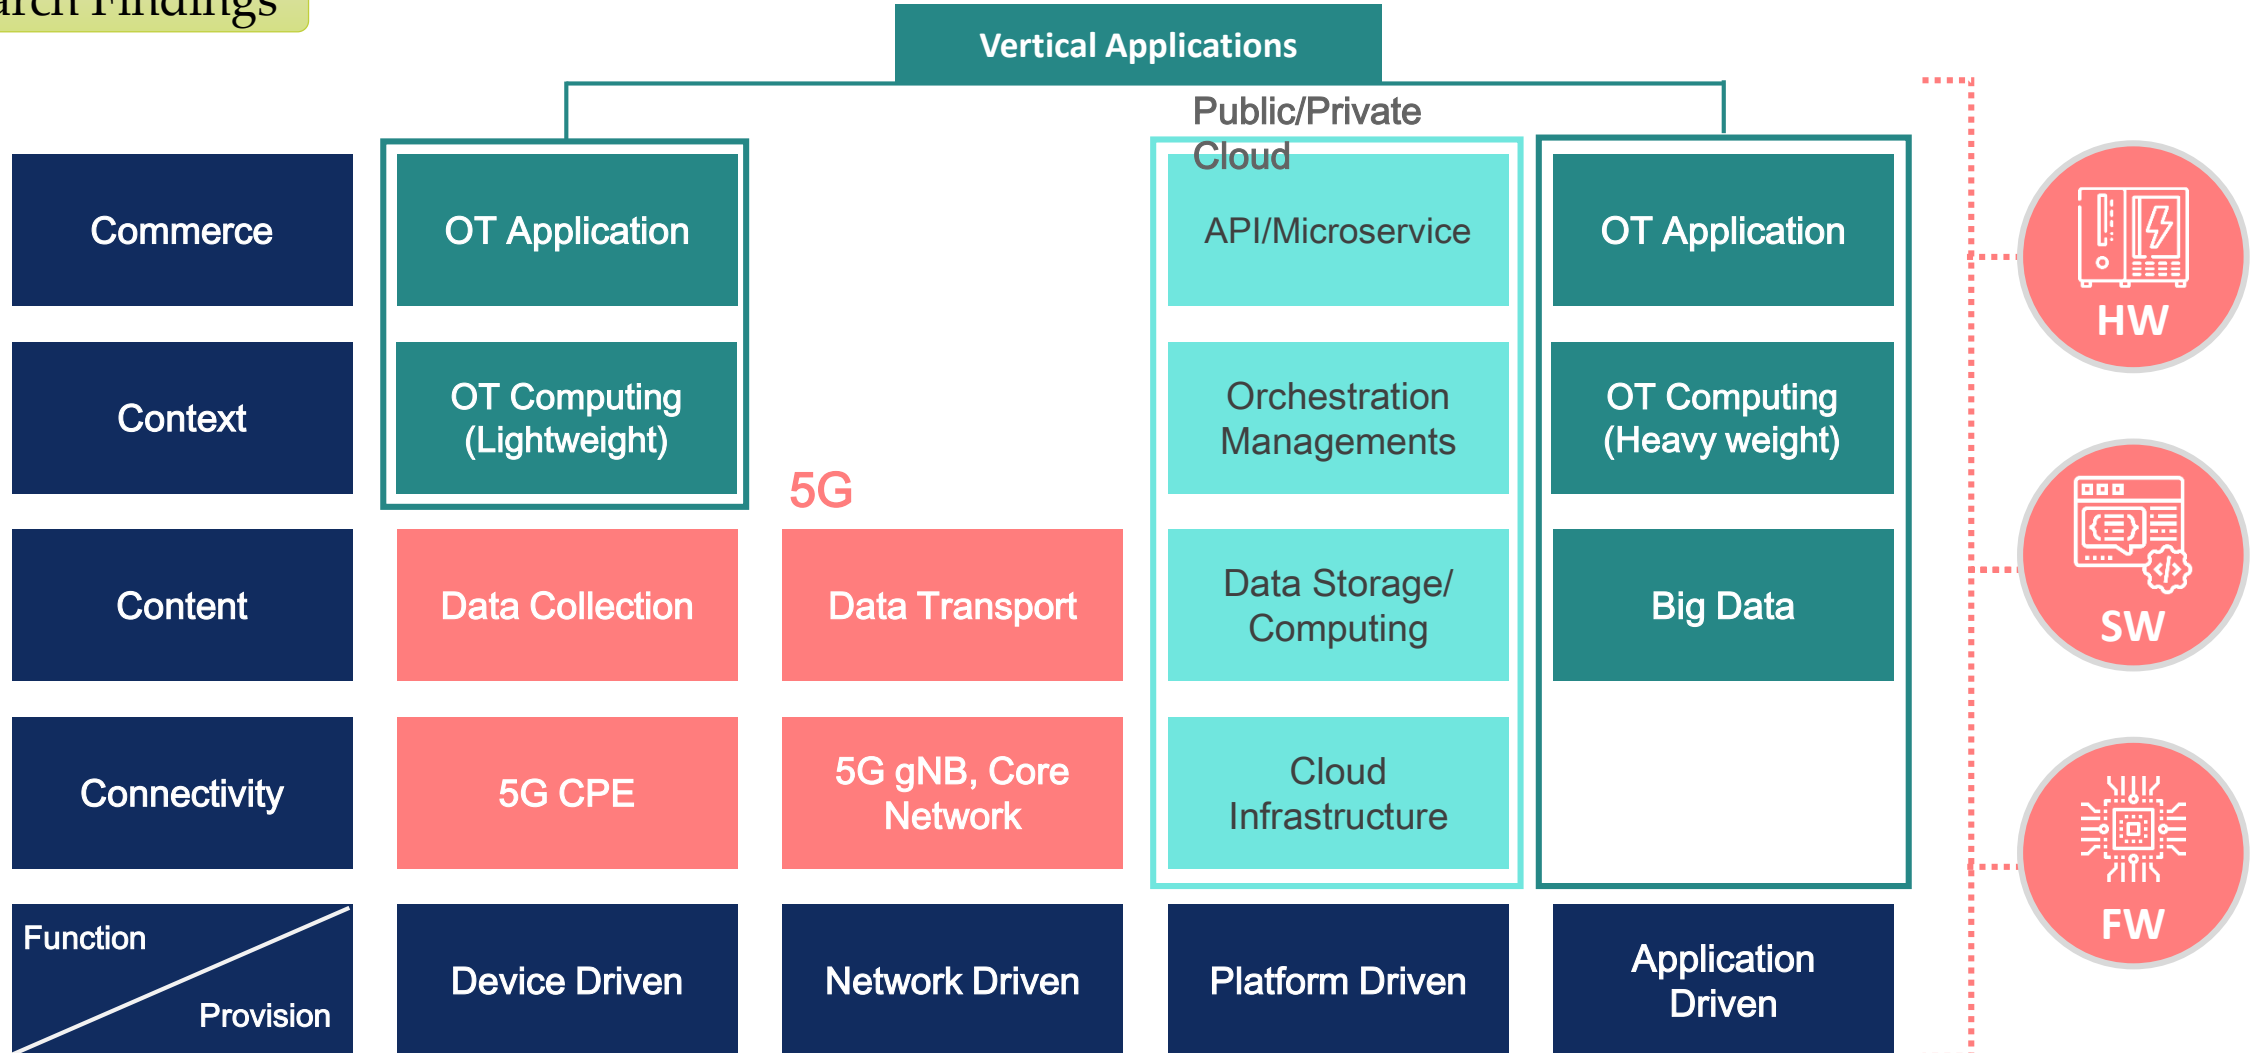 Findings
Vertical Applications
Public/Private
Cloud
Commerce
OT Application
API/Microservice
OT Application
HW
Context
OT Computing
(Lightweight)
Orchestration
Managements
OT Computing
(Heavy weight)
5G
Content
Data Collection
Data Transport
Data Storage/
Computing
Big Data
SW
Connectivity
5G CPE
5G gNB, Core
Network
Cloud
Infrastructure
FW
Function
Provision
Device Driven
Network Driven
Platform Driven
Application
Driven